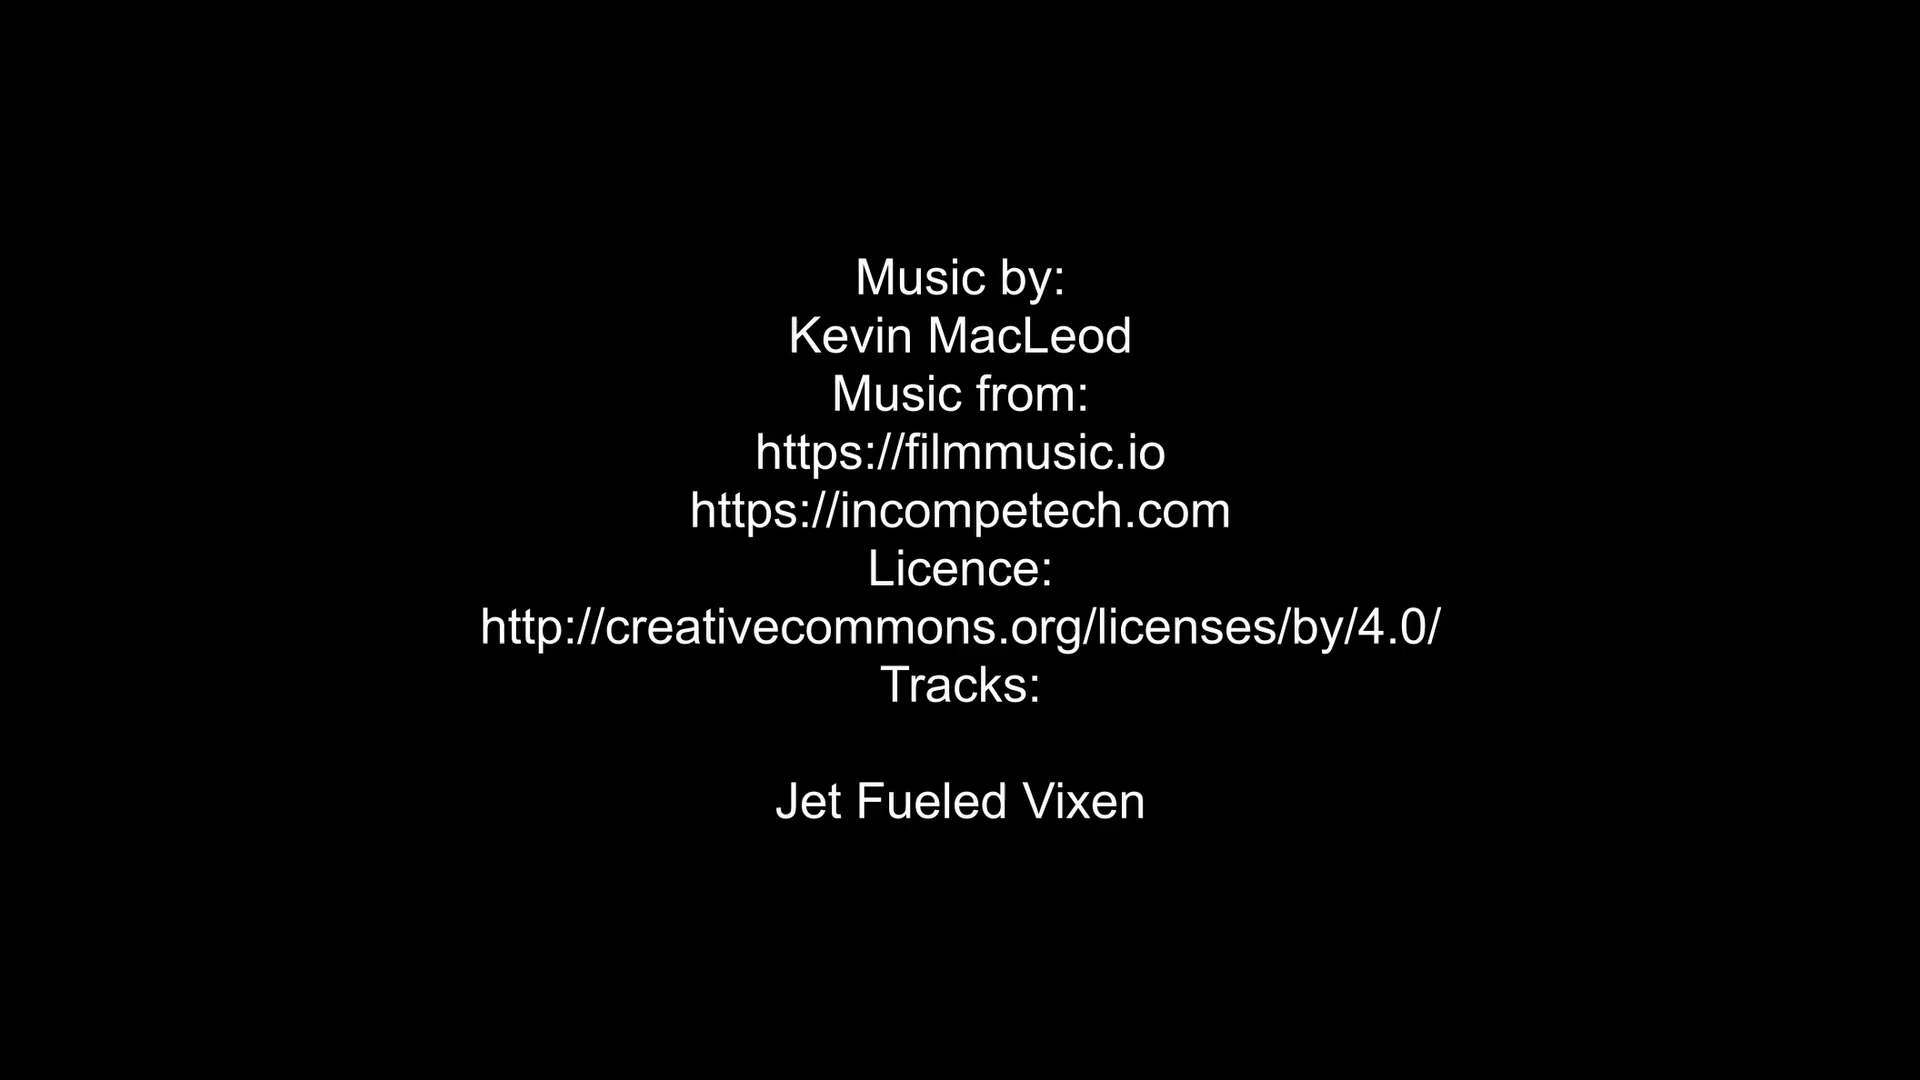 Music by:
Kevin MacLeod
Music from:
https://filmmusic.io
https://incompetech.com
Licence:
http://creativecommons.org/licenses/by/4.0/
Tracks:
Jet Fueled Vixen